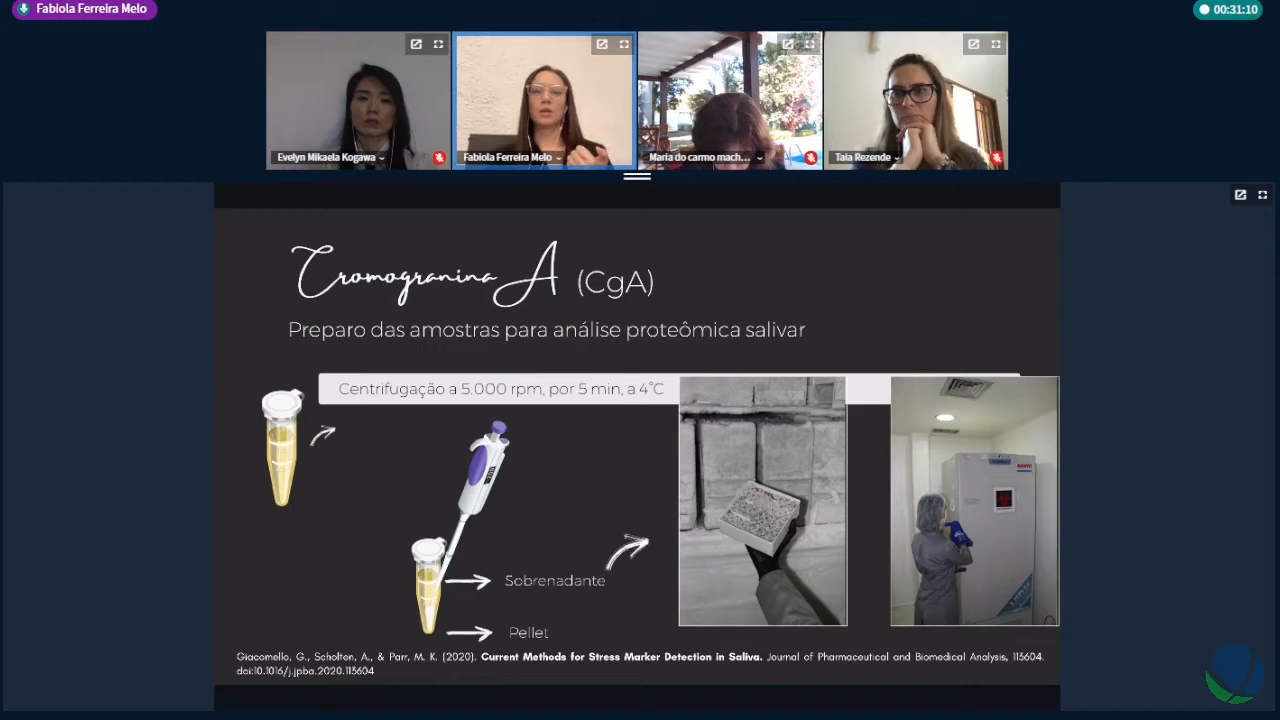 Fabiola Ferreira Melo
00:31:10
Evelyn Mikaela Kogawa
Fabiola Ferreira Melo
Maria do carmo mach...
Taia Rezende
Cromogranina A (CgA)
Preparo das amostras para análise proteômica salivar
Centrifugação a 5.000 rpm, por 5 min, a 4°C
SANYO
Sobrenadante
Pellet
Giacomello, G., Scholten, A., & Parr, M. K. (2020). Current Methods for Stress Marker Detection in Saliva. Journal of Pharmaceutical and Biomedical Analysis, 113604.
doi:10.1016/j.jpba.2020.113604